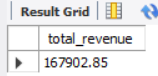 Result Grid
total_revenue
167902.85